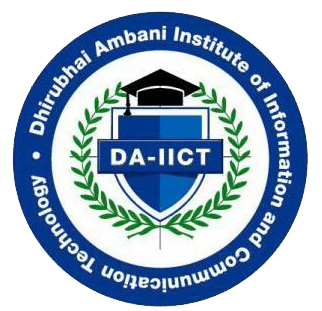 • Dhirubhai Ambani Institute of Information and Communication Technology
DA-IICT